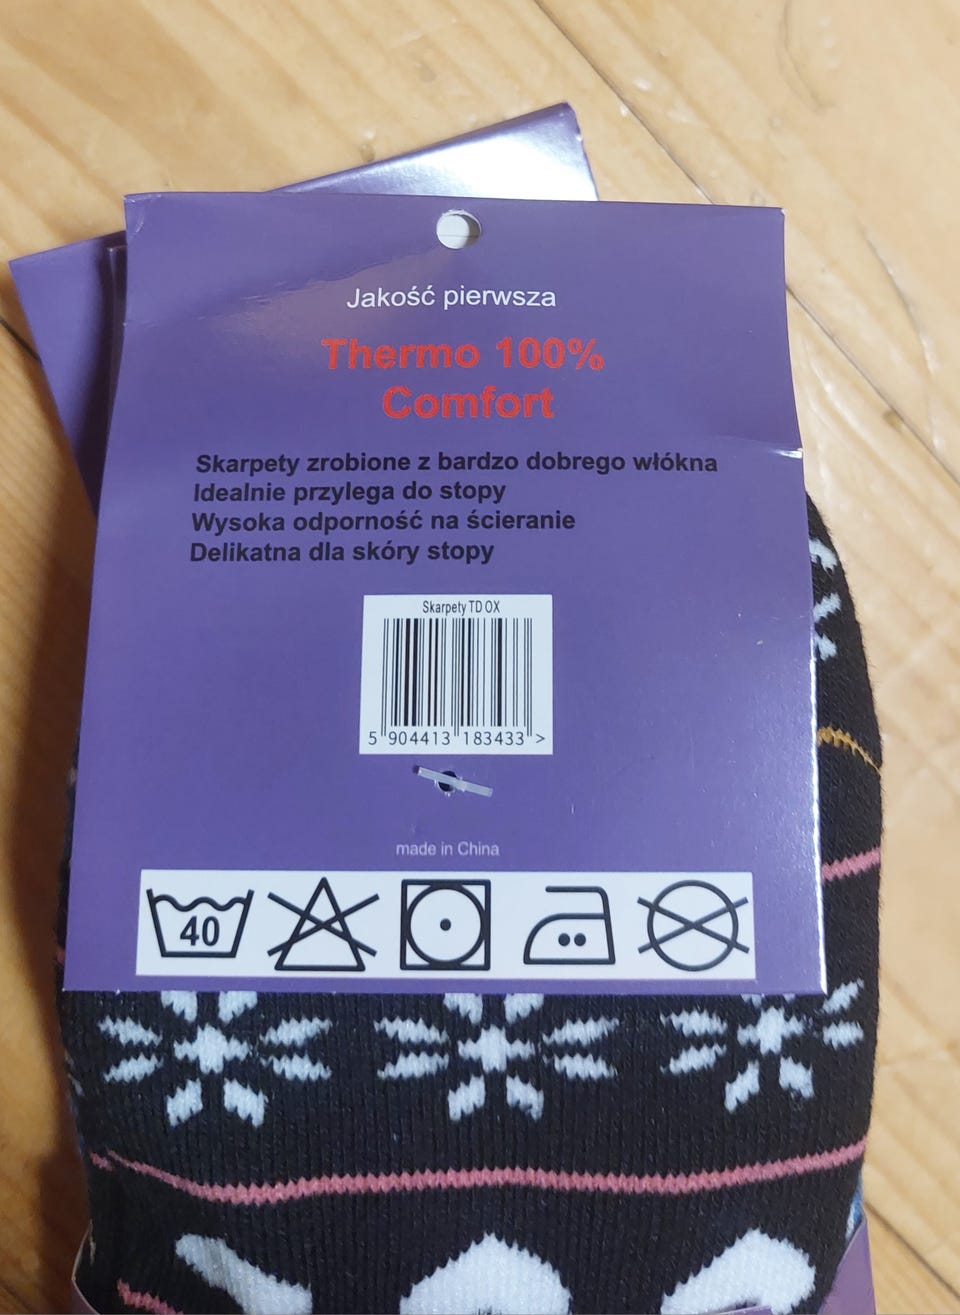 Jakość pierwsza
Thermo 100%
Comfort
Skarpety zrobione z bardzo dobrego włókna
Idealnie przylega do stopy
Wysoka odporność na ścieranie
Delikatna dla skóry stopy
Skarpety TD OX
5 904413 183433 >
made in China
40